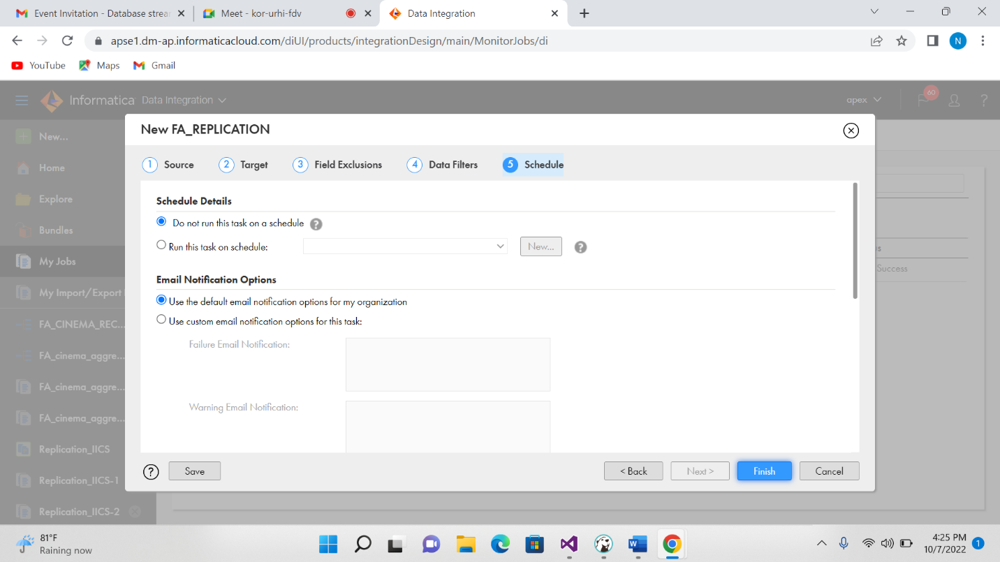 Event Invitation - Database strea
Meet - kor-urhi-fdv
Data Integration
apse1.dm-ap.informaticacloud.com/diUI/products/integrationDesign/main/MonitorJobs/di
N
YouTube
Maps
Gmail
Informatica Data Integration
apex
60
?
New...
Home
Explore
Bundles
My Jobs
My Import/Export
FA_CINEMA_REC...
FA_cinema_aggre...
FA_cinema_aggre...
FA_cinema_aggre...
Replication_IICS
Replication_IICS-1
Replication_IICS-2
New FA_REPLICATION
1 Source
2 Target
3 Field Exclusions
4 Data Filters
5 Schedule
Schedule Details
Do not run this task on a schedule ?
Run this task on schedule:
New...
?
Email Notification Options
Use the default email notification options for my organization
Use custom email notification options for this task:
Failure Email Notification:
Warning Email Notification:
? Save
< Back
Next >
Finish
Cancel
Success
81°F
Raining now
4:25 PM
10/7/2022
1